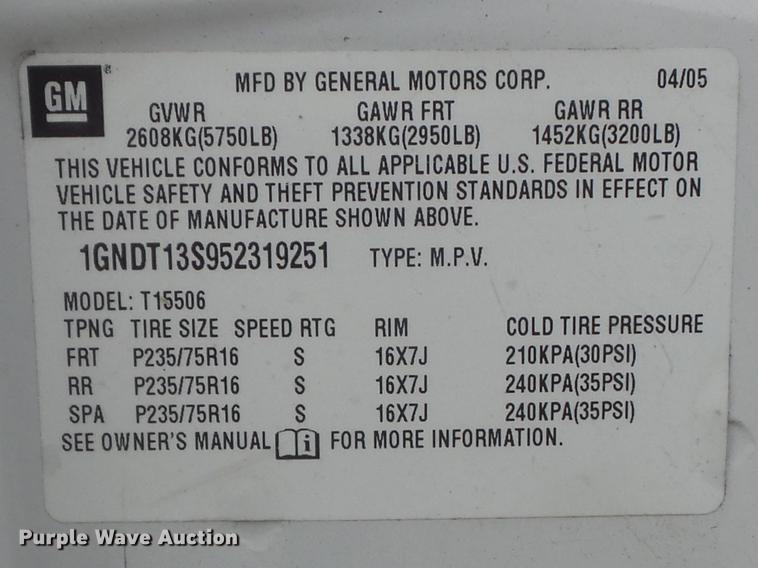 GM MFD BY GENERAL MOTORS CORP. 04/05
GVWR GAWR FRT GAWR RR
2608KG(5750LB) 1338KG(2950LB) 1452KG(3200LB)
THIS VEHICLE CONFORMS TO ALL APPLICABLE U.S. FEDERAL MOTOR
VEHICLE SAFETY AND THEFT PREVENTION STANDARDS IN EFFECT ON
THE DATE OF MANUFACTURE SHOWN ABOVE.
1GNDT13S952319251 TYPE: M.P.V.
MODEL: T15506
TPNG TIRE SIZE SPEED RTG RIM COLD TIRE PRESSURE
FRT P235/75R16 S 16X7J 210KPA(30PSI)
RR P235/75R16 S 16X7J 240KPA(35PSI)
SPA P235/75R16 S 16X7J 240KPA(35PSI)
SEE OWNER'S MANUAL i FOR MORE INFORMATION.
Purple Wave Auction